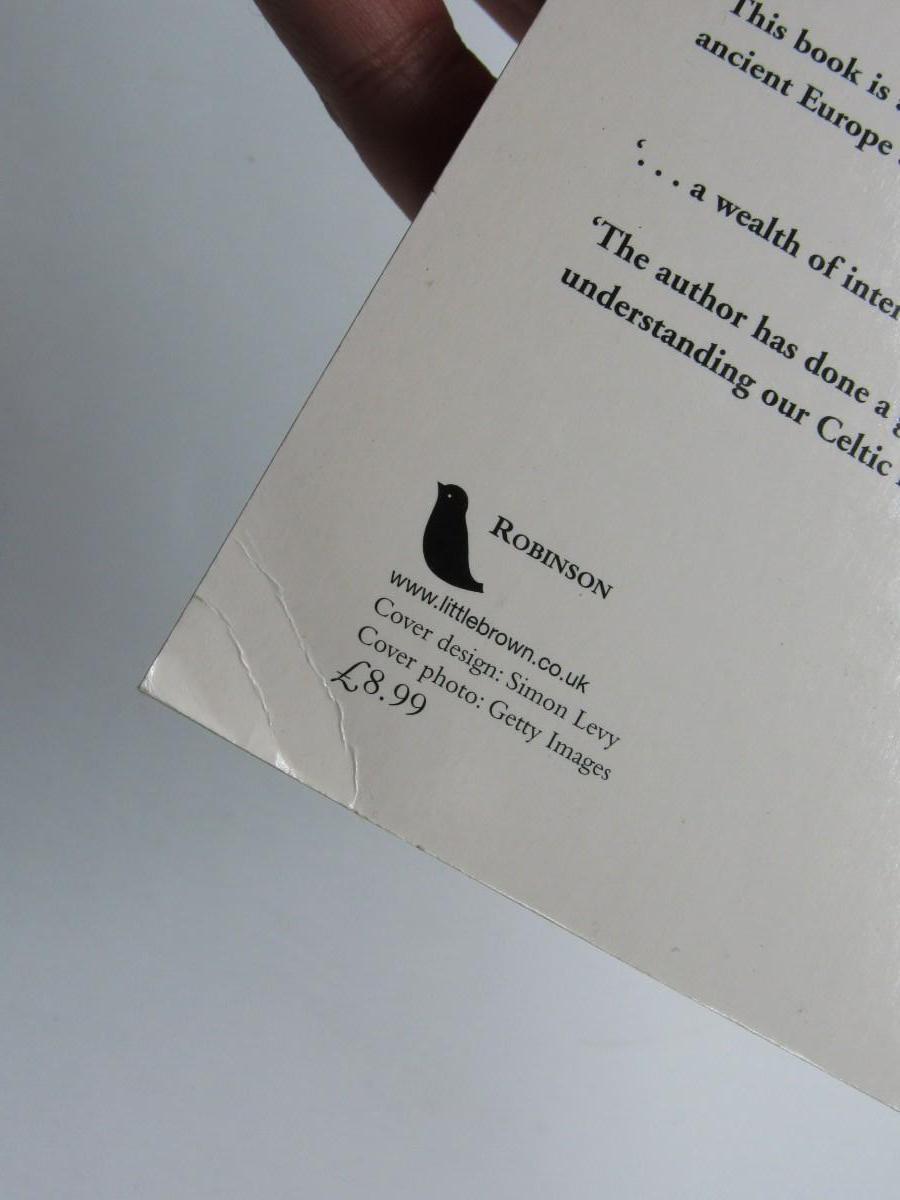 This book is
ancient Europe
‘. . . a wealth of
‘The author has done a
understanding our Celtic
ROBINSON
www.littlebrown.co.uk
Cover design: Simon Levy
Cover photo: Getty Images
£8.99